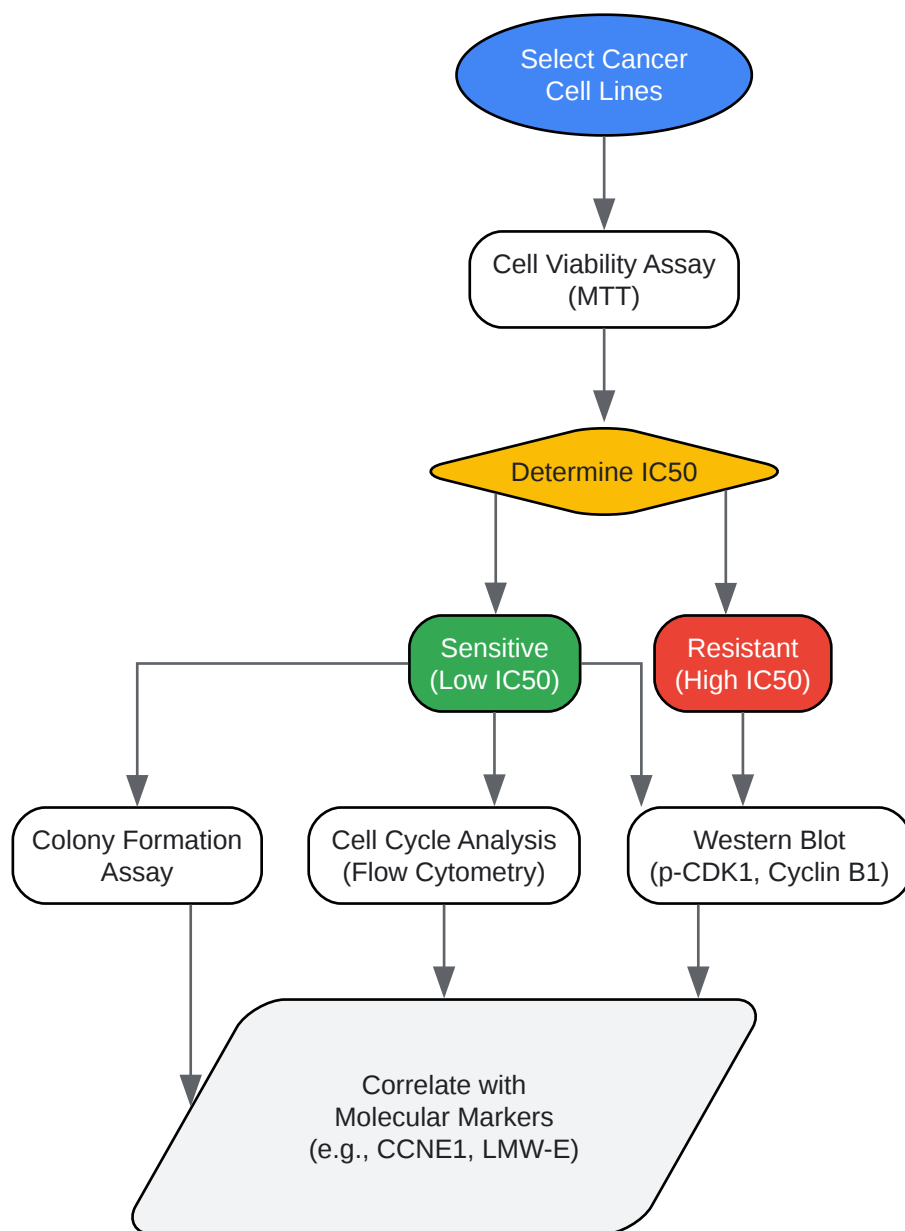 Select Cancer
Cell Lines
Cell Viability Assay
(MTT)
Determine IC50
Sensitive
(Low IC50)
Resistant
(High IC50)
Colony Formation
Assay
Cell Cycle Analysis
(Flow Cytometry)
Western Blot
(p-CDK1, Cyclin B1)
Correlate with
Molecular Markers
(e.g., CCNE1, LMW-E)